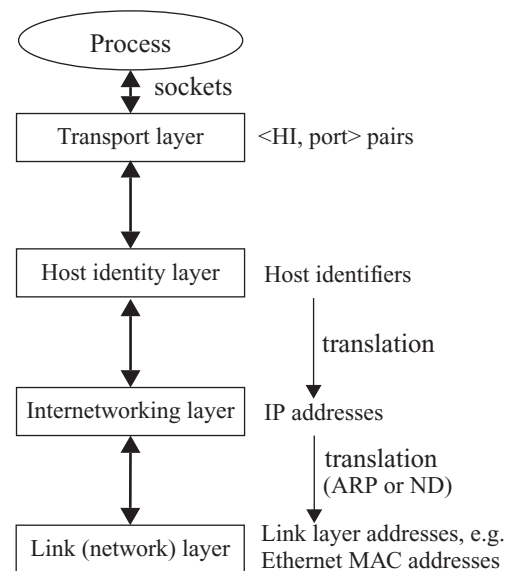 Process
sockets
Transport layer
<HI, port> pairs
Host identity layer
Host identifiers
translation
Internetworking layer
IP addresses
translation
(ARP or ND)
Link (network) layer
Link layer addresses, e.g.
Ethernet MAC addresses